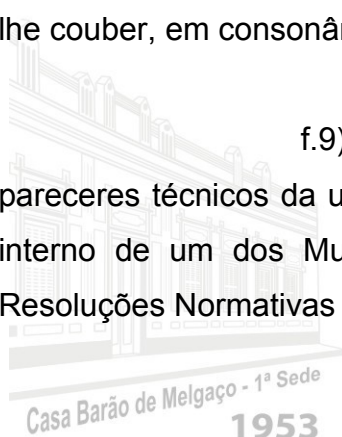 lhe couber, em consonân
f.9)
pareceres técnicos da u
interno de um dos Mu
Resoluções Normativas
Casa Barão de Melgaço - 1ª Sede
1953